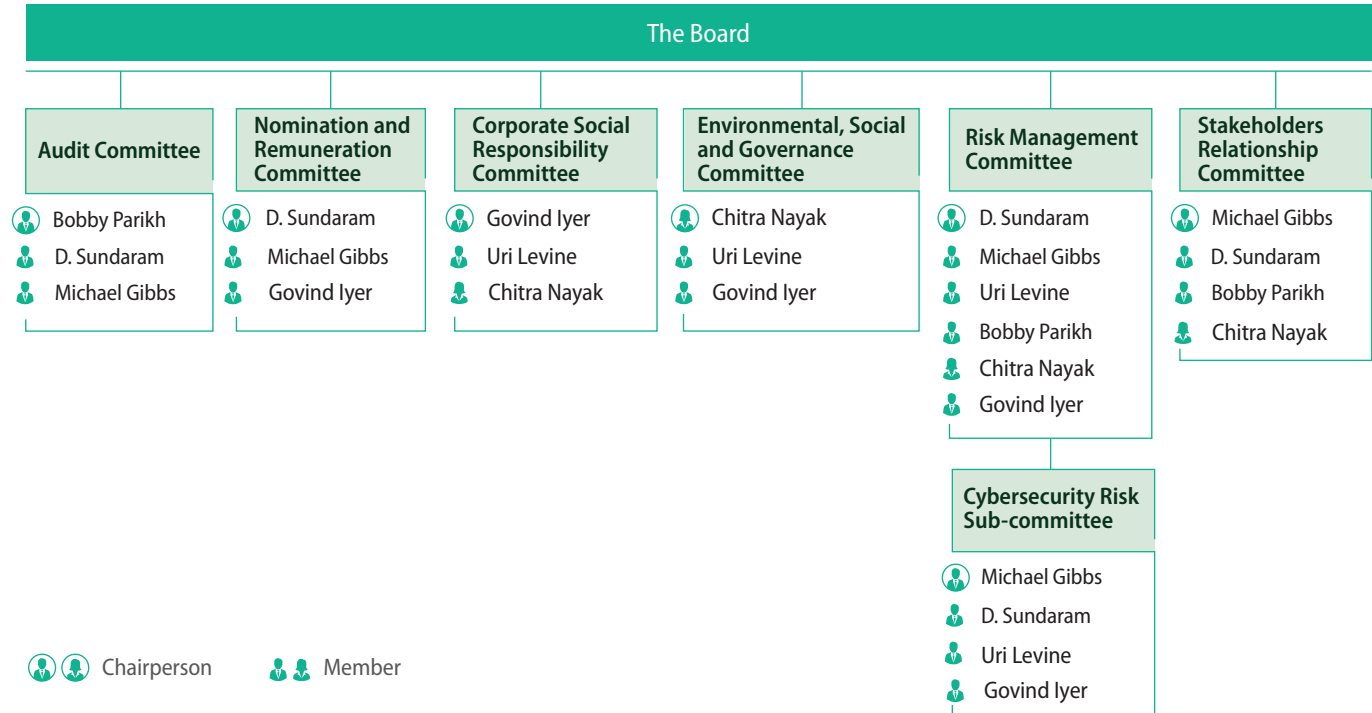 The Board
Audit Committee
Bobby Parikh
D. Sundaram
Michael Gibbs
Nomination and
Remuneration
Committee
D. Sundaram
Michael Gibbs
Govind Iyer
Corporate Social
Responsibility
Committee
Govind Iyer
Uri Levine
Chitra Nayak
Environmental, Social
and Governance
Committee
Chitra Nayak
Uri Levine
Govind Iyer
Risk Management
Committee
D. Sundaram
Michael Gibbs
Uri Levine
Bobby Parikh
Chitra Nayak
Govind Iyer
Cybersecurity Risk
Sub-committee
Michael Gibbs
D. Sundaram
Uri Levine
Govind Iyer
Stakeholders
Relationship
Committee
Michael Gibbs
D. Sundaram
Bobby Parikh
Chitra Nayak
Chairperson
Member